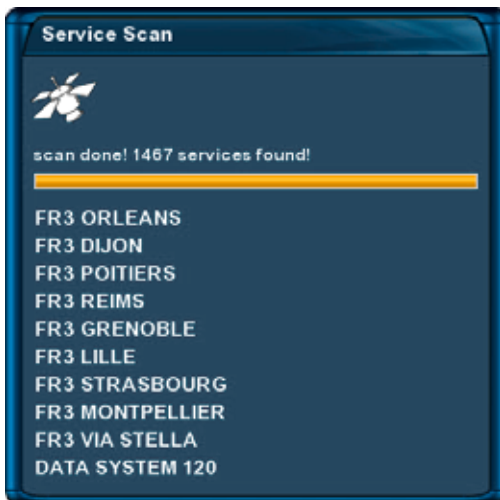 Service Scan
scan done! 1467 services found!
FR3 ORLEANS
FR3 DIJON
FR3 POITIERS
FR3 REIMS
FR3 GRENOBLE
FR3 LILLE
FR3 STRASBOURG
FR3 MONTPELLIER
FR3 VIA STELLA
DATA SYSTEM 120